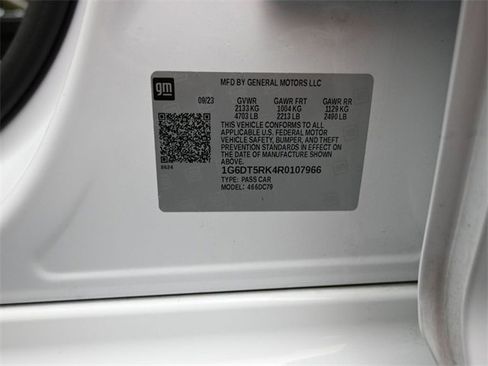 gm
MFD BY GENERAL MOTORS LLC
09/23 GVWR GAWR FRT GAWR RR
2133 KG 1004 KG 1129 KG
4703 LB 2213 LB 2490 LB
THIS VEHICLE CONFORMS TO ALL
APPLICABLE U.S. FEDERAL MOTOR
VEHICLE SAFETY, BUMPER, AND THEFT
PREVENTION STANDARDS IN EFFECT
ON THE DATE OF MANUFACTURE SHOWN
ABOVE.
1G6DT5RK4R0107966
TYPE: PASS CAR
MODEL: 466DC79